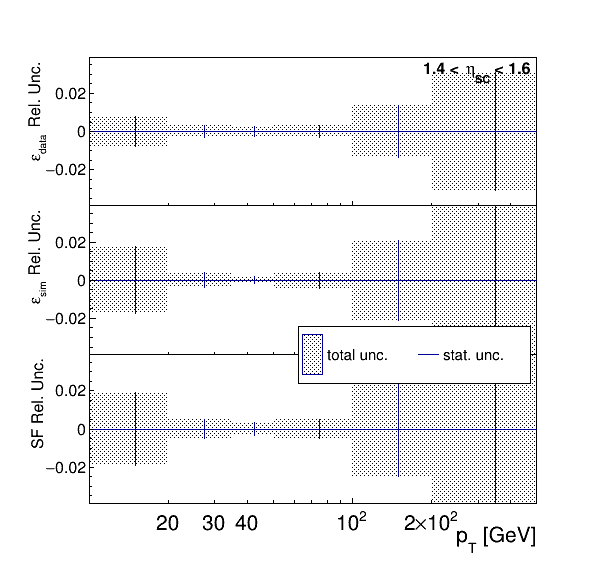 1.4 < ηSC < 1.6
εdata Rel. Unc.
0.02
0
−0.02
εsim Rel. Unc.
0.02
0
−0.02
total unc.
stat. unc.
SF Rel. Unc.
0.02
0
−0.02
20 30 40 10² 2×10²
pT [GeV]